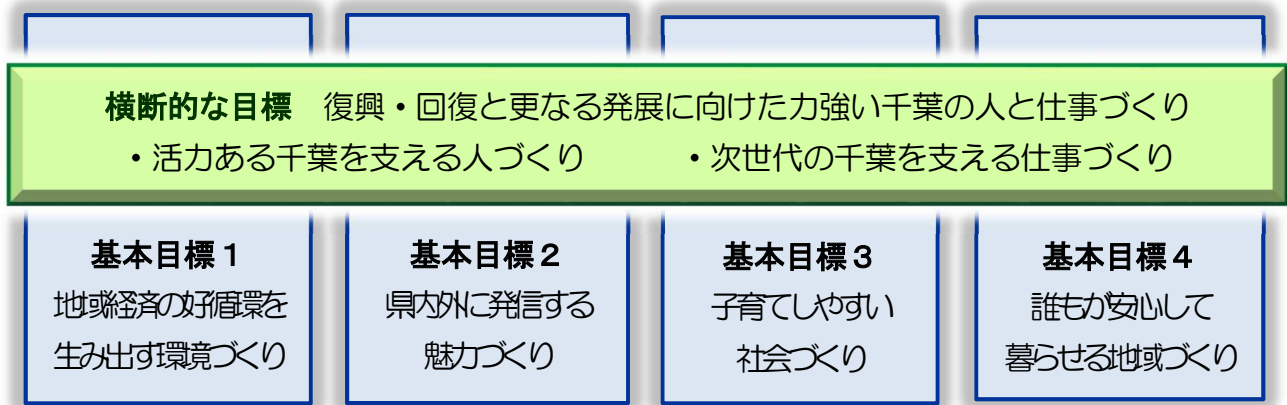 横断的な目標 復興・回復と更なる発展に向けた力強い千葉の人と仕事づくり
・活力ある千葉を支える人づくり ・次世代の千葉を支える仕事づくり
基本目標1
地域経済の好循環を
生み出す環境づくり
基本目標2
県内外に発信する
魅力づくり
基本目標3
子育てしやすい
社会づくり
基本目標4
誰もが安心して
暮らせる地域づくり